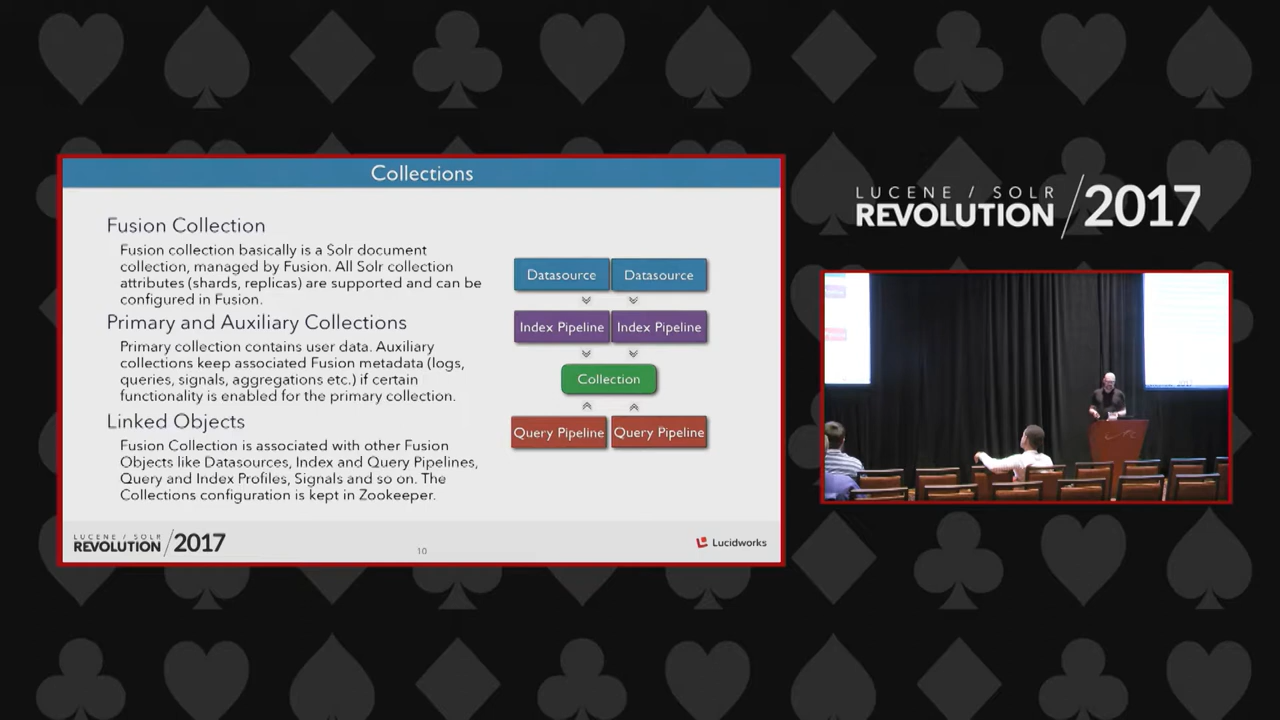 Collections
Fusion Collection
Fusion collection basically is a Solr document
collection, managed by Fusion. All Solr collection
attributes (shards, replicas) are supported and can be
configured in Fusion.
Primary and Auxiliary Collections
Primary collection contains user data. Auxiliary
collections keep associated Fusion metadata (logs,
queries, signals, aggregations etc.) if certain
functionality is enabled for the primary collection.
Linked Objects
Fusion Collection is associated with other Fusion
Objects like Datasources, Index and Query Pipelines,
Query and Index Profiles, Signals and so on. The
Collections configuration is kept in Zookeeper.
Datasource Datasource
Index Pipeline Index Pipeline
Collection
Query Pipeline Query Pipeline
LUCENE / SOLR
REVOLUTION /2017
10
Lucidworks
LUCENE / SOLR
REVOLUTION /2017